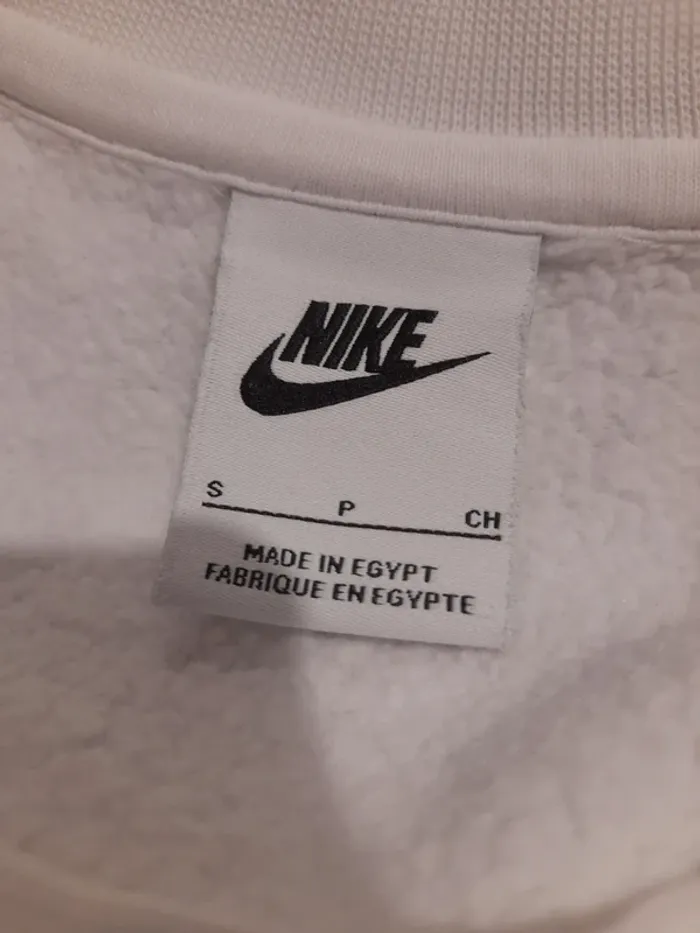 NIKE
S P CH
MADE IN EGYPT
FABRIQUE EN EGYPTE